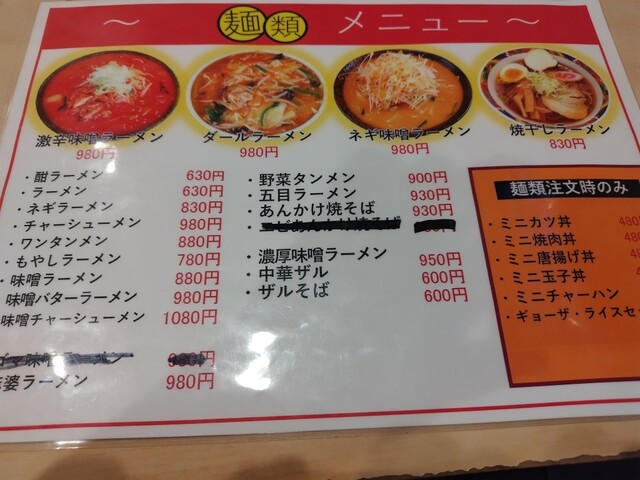 ～ 麺類 メニュー ～
激辛味噌ラーメン
980円
ダールラーメン
980円
ネギ味噌ラーメン
980円
焼干しラーメン
830円
・酣ラーメン 630円
・ラーメン 630円
・ネギラーメン 830円
・チャーシューメン 980円
・ワンタンメン 880円
・もやしラーメン 780円
・味噌ラーメン 880円
味噌バターラーメン 980円
味噌チャーシューメン 1080円
婆ラーメン 980円
・野菜タンメン 900円
・五目ラーメン 930円
・あんかけ焼そば 930円
・濃厚味噌ラーメン 950円
・中華ザル 600円
・ザルそば 600円
麺類注文時のみ
・ミニカツ丼 480
・ミニ焼肉丼
・ミニ唐揚げ丼
・ミニ玉子丼
・ミニチャーハン
・ギョーザ・ライスセ